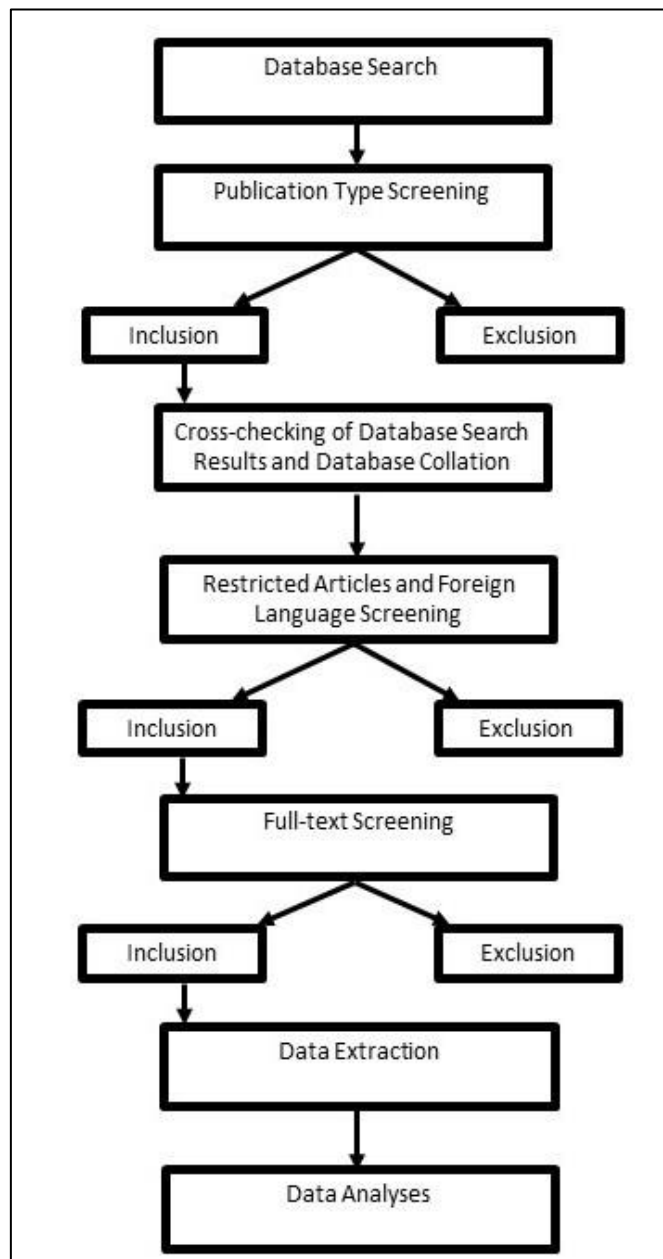 Database Search
Publication Type Screening
Inclusion
Exclusion
Cross-checking of Database Search
Results and Database Collation
Restricted Articles and Foreign
Language Screening
Inclusion
Exclusion
Full-text Screening
Inclusion
Exclusion
Data Extraction
Data Analyses